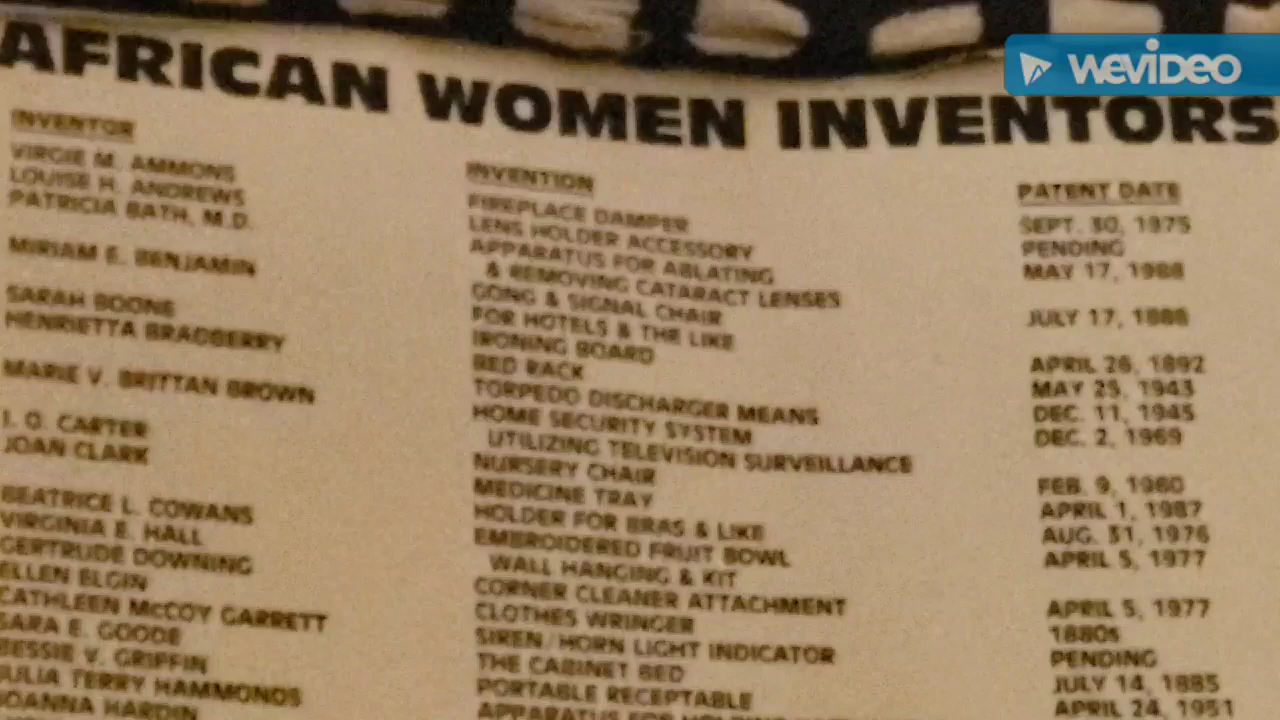 WEVIDEO
AFRICAN WOMEN INVENTORS
INVENTOR
VIRGIE M. AMMONS
LOUISE H. ANDREWS
PATRICIA BATH, M.D.
MIRIAM E. BENJAMIN
SARAH BOONE
HENRIETTA BRADBERRY
MARIE V. BRITTAN BROWN
I. O. CARTER
JOAN CLARK
BEATRICE L. COWANS
VIRGINIA E. HALL
GERTRUDE DOWNING
ELLEN ELGIN
CATHLEEN McCOY GARRETT
SARA E. GOODE
BESSIE V. GRIFFIN
JULIA TERRY HAMMONDS
JOANNA HARDIN
INVENTION
FIREPLACE DAMPER
LENS HOLDER ACCESSORY
APPARATUS FOR ABLATING
& REMOVING CATARACT LENSES
GONG & SIGNAL CHAIR
FOR HOTELS & THE LIKE
IRONING BOARD
BED RACK
TORPEDO DISCHARGER MEANS
HOME SECURITY SYSTEM
UTILIZING TELEVISION SURVEILLANCE
NURSERY CHAIR
MEDICINE TRAY
HOLDER FOR BRAS & LIKE
EMBROIDERED FRUIT BOWL
WALL HANGING & KIT
CORNER CLEANER ATTACHMENT
CLOTHES WRINGER
SIREN/HORN LIGHT INDICATOR
THE CABINET BED
PORTABLE RECEPTABLE
APPARATUS FOR HOLDING
PATENT DATE
SEPT. 30, 1975
PENDING
MAY 17, 1988
JULY 17, 1888
APRIL 26, 1892
MAY 25, 1943
DEC. 11, 1945
DEC. 2, 1969
FEB. 9, 1960
APRIL 1, 1987
AUG. 31, 1976
APRIL 5, 1977
APRIL 5, 1977
1880s
PENDING
JULY 14, 1885
APRIL 24, 1951